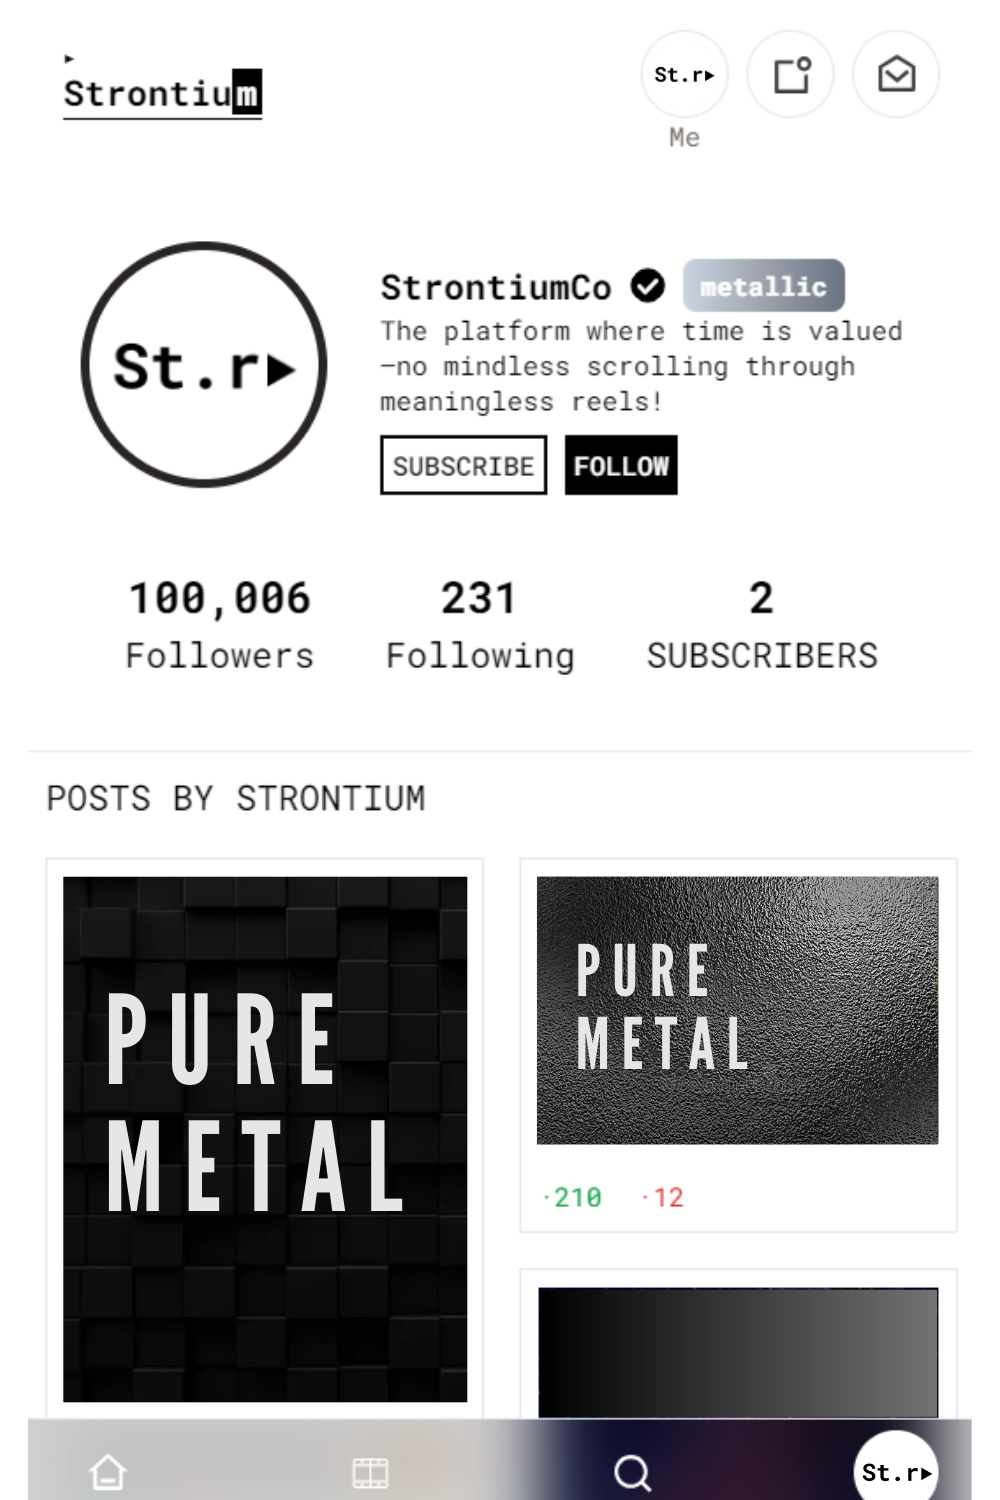 Strontium
St.r
Me
St.r
StrontiumCo
metallic
The platform where time is valued
—no mindless scrolling through
meaningless reels!
SUBSCRIBE
FOLLOW
100,006
Followers
231
Following
2
SUBSCRIBERS
POSTS BY STRONTIUM
PURE
METAL
PURE
METAL
·210 ·12
St.r